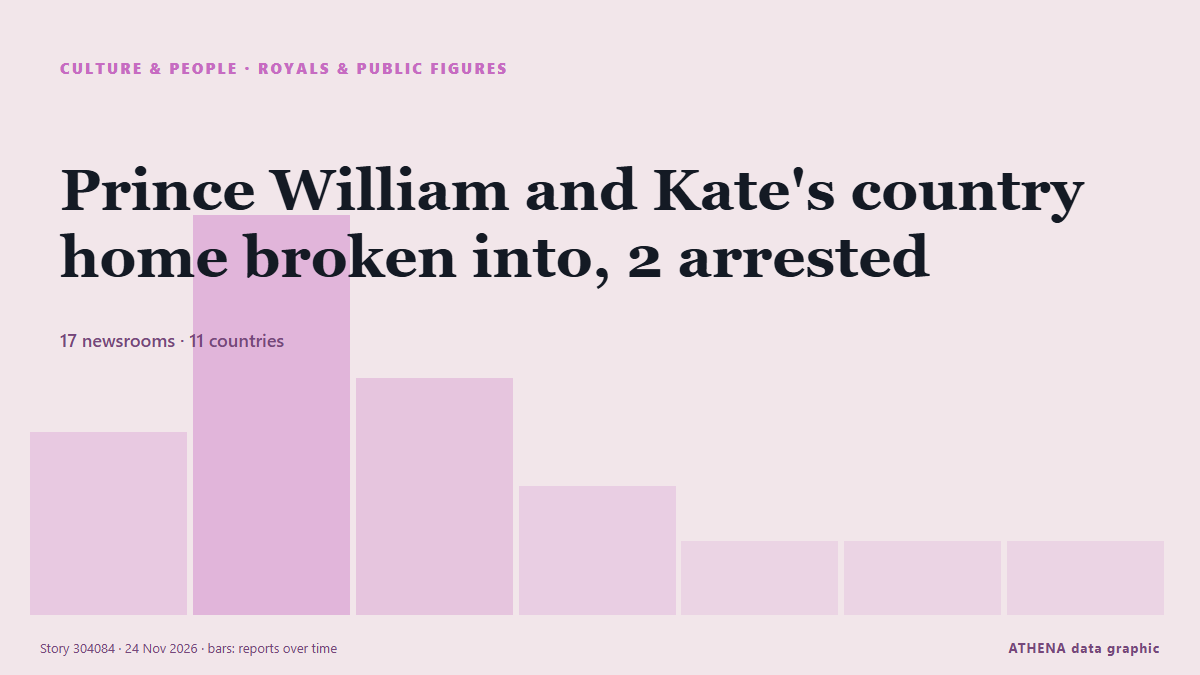 CULTURE & PEOPLE · ROYALS & PUBLIC FIGURES
Prince William and Kate's country
home broken into, 2 arrested
17 newsrooms · 11 countries
Story 304084 · 24 Nov 2026 · bars: reports over time
ATHENA data graphic